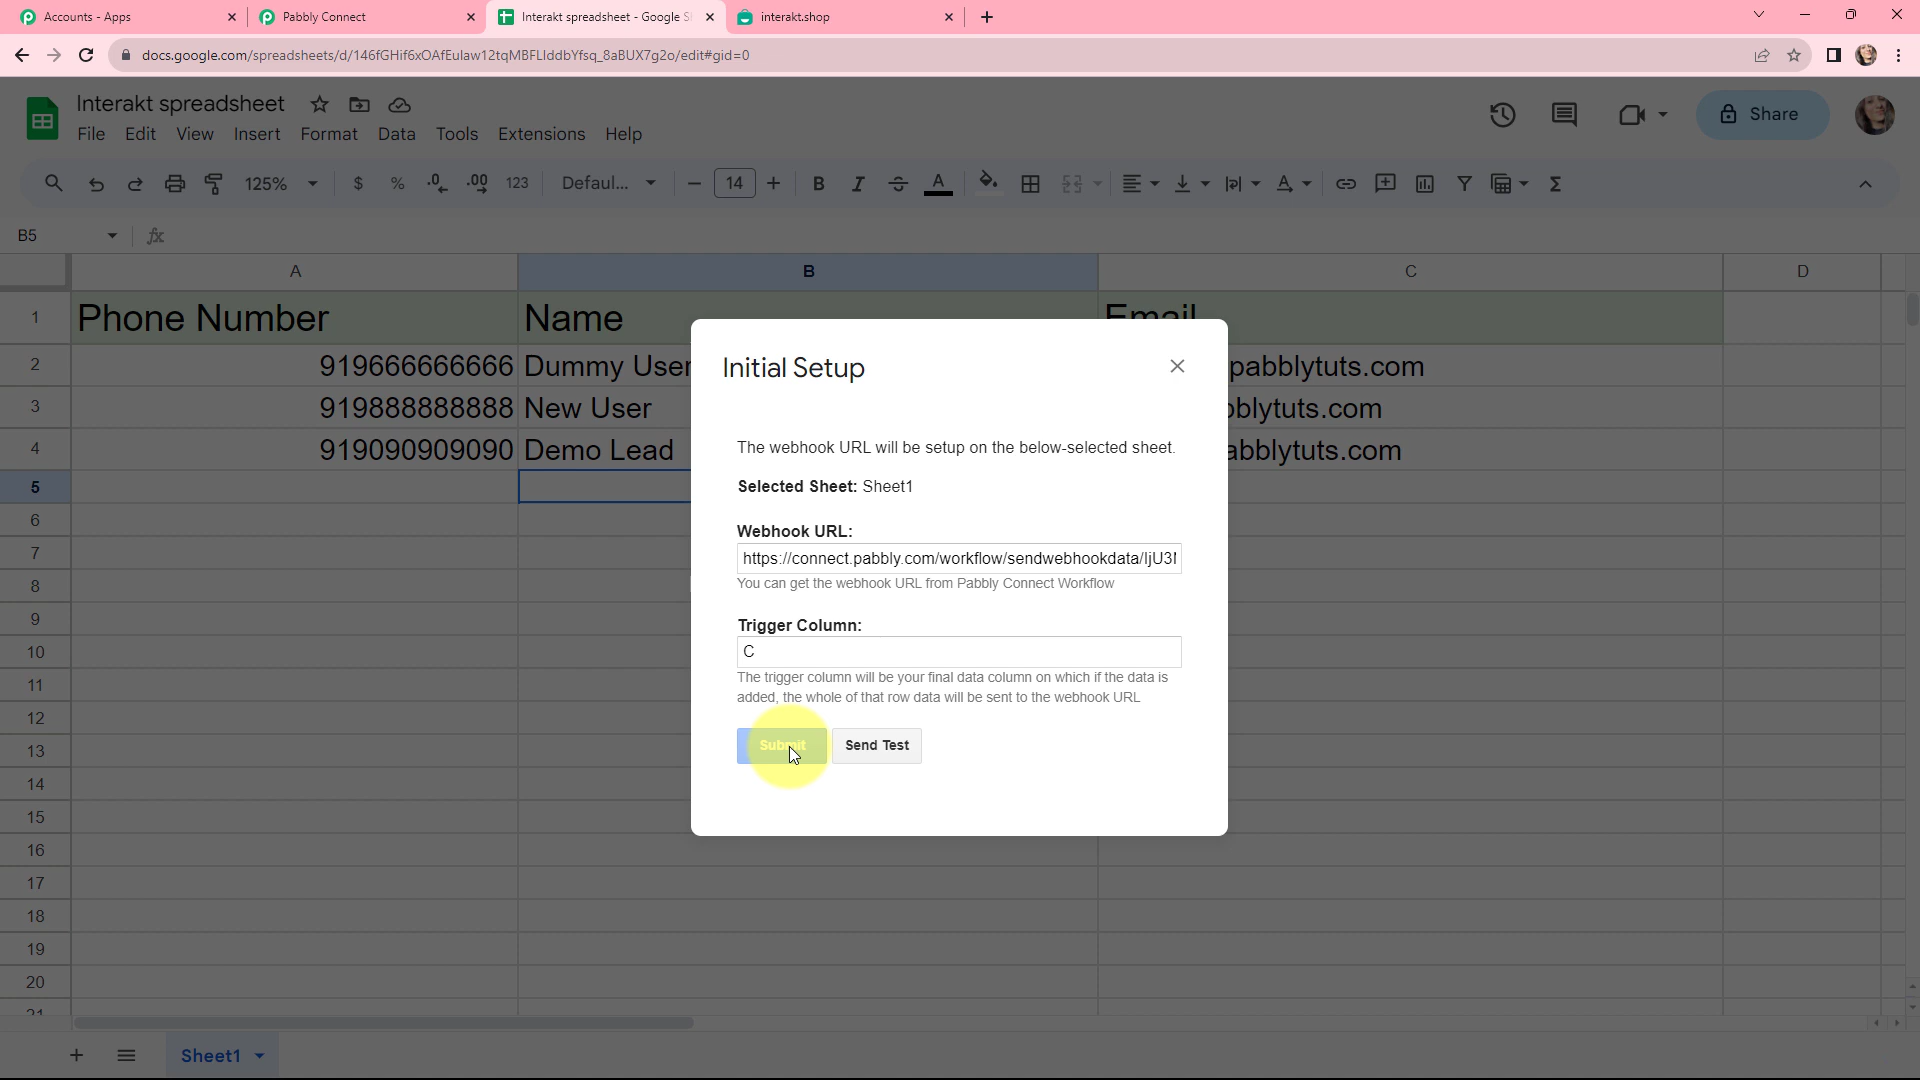 Accounts - Apps
Pabbly Connect
Interakt spreadsheet - Google
interakt.shop
docs.google.com/spreadsheets/d/146fGHif6xOAfEulaw12tqMBFLIddbYfsq_8aBUX7g2o/edit#gid=0
Interakt spreadsheet
File Edit View Insert Format Data Tools Extensions Help
Share
125% $ % .0 .00 123 Defaul... 14 B I A
B5 fx
A B C D
1 Phone Number Name Email
2 919666666666 Dummy User pabblytuts.com
3 919888888888 New User
4 919090909090 Demo Lead
5
6
7
8
9
10
11
12
13
14
15
16
17
18
19
20
21
Initial Setup
The webhook URL will be setup on the below-selected sheet.
Selected Sheet: Sheet1
Webhook URL:
https://connect.pabbly.com/workflow/sendwebhookdata/IjU3
You can get the webhook URL from Pabbly Connect Workflow
Trigger Column:
C
The trigger column will be your final data column on which if the data is
added, the whole of that row data will be sent to the webhook URL
Submit Send Test
Sheet1